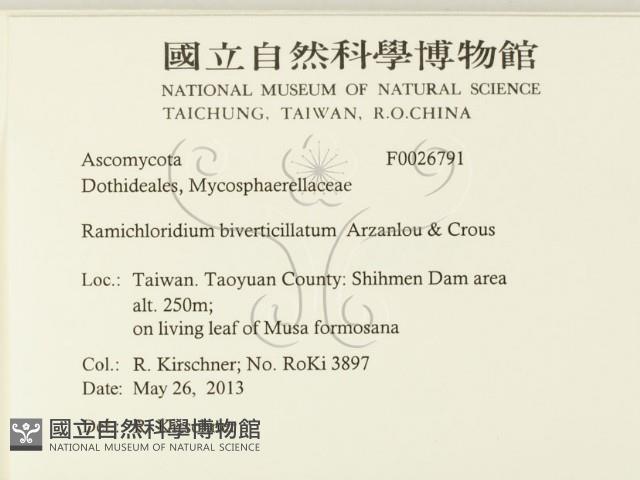 國立自然科學博物館
NATIONAL MUSEUM OF NATURAL SCIENCE
TAICHUNG, TAIWAN, R.O.CHINA
Ascomycota F0026791
Dothideales, Mycosphaerellaceae
Ramichloridium biverticillatum Arzanlou & Crous
Loc.: Taiwan. Taoyuan County: Shihmen Dam area
alt. 250m;
on living leaf of Musa formosana
Col.: R. Kirschner; No. RoKi 3897
Date: May 26, 2013
Det.: R. Kirschner
國立自然科學博物館
NATIONAL MUSEUM OF NATURAL SCIENCE